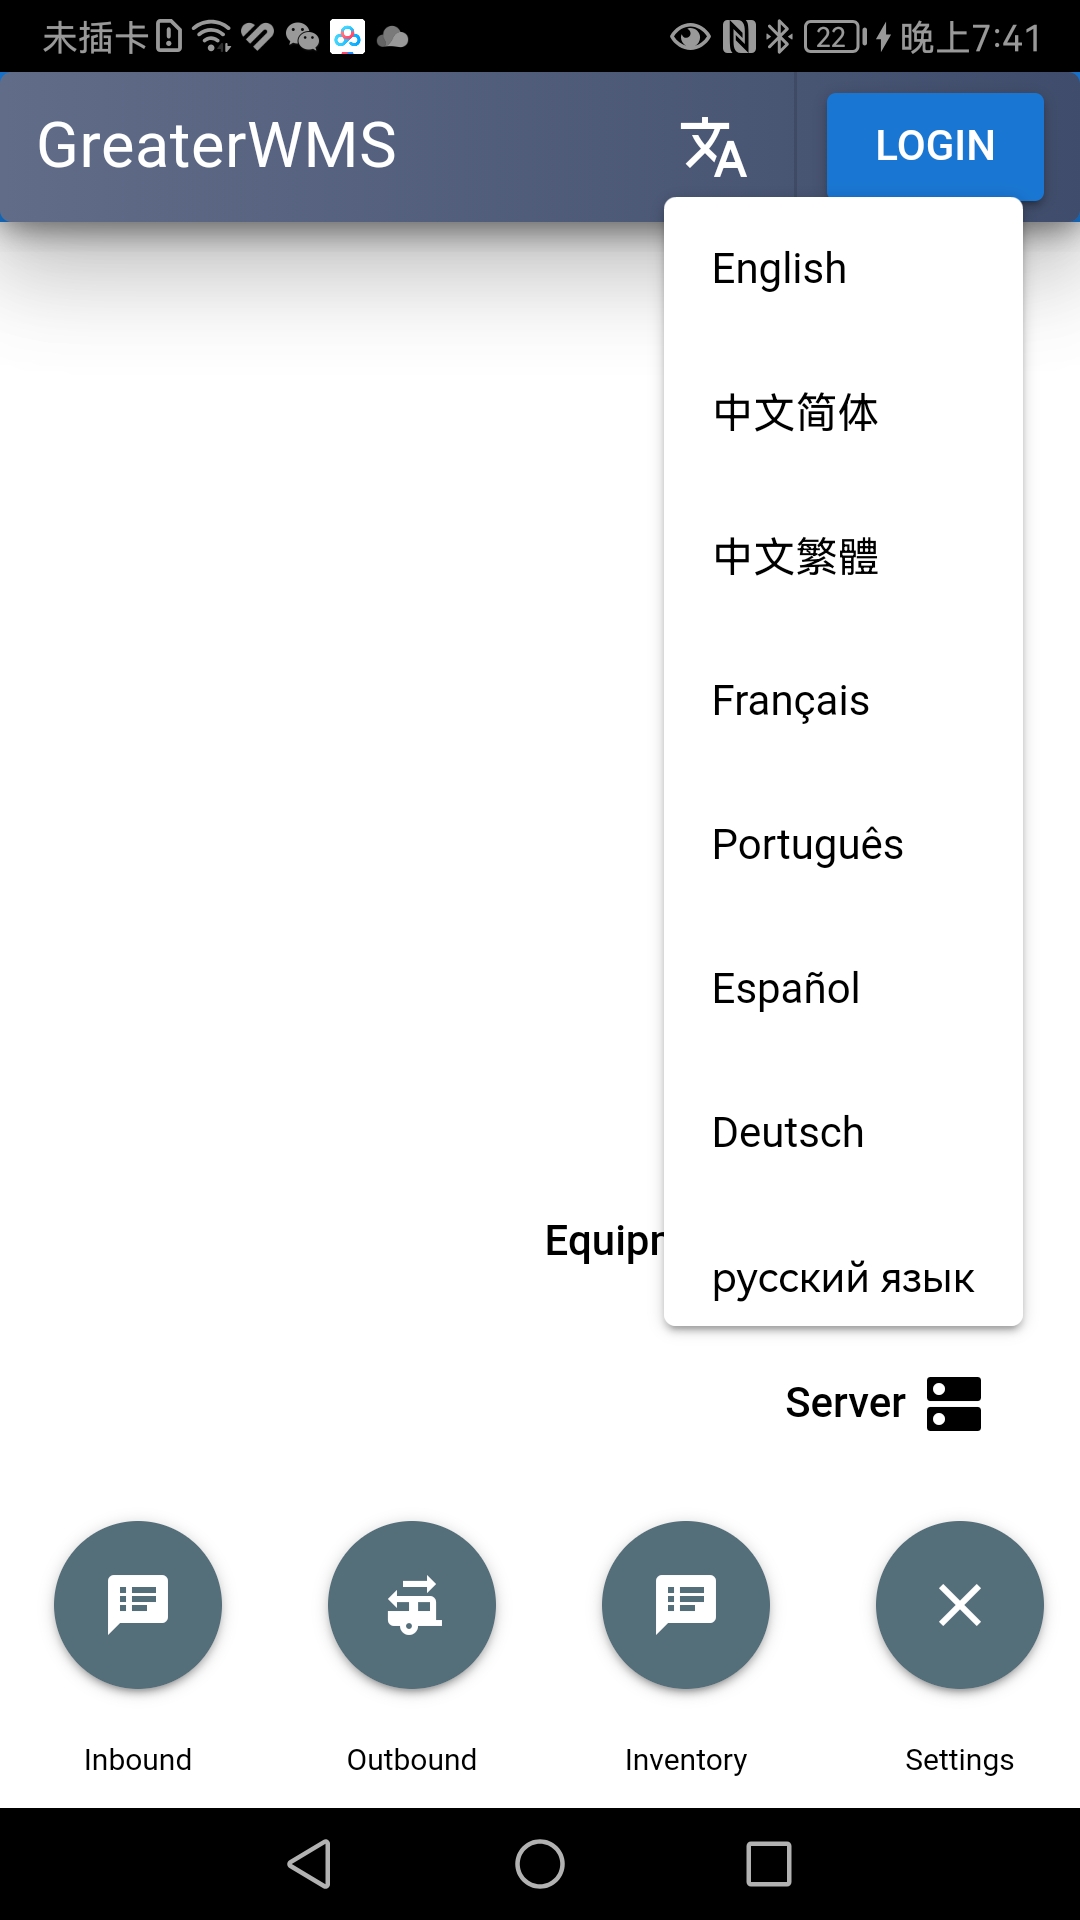 未插卡 22 晚上7:41
GreaterWMS LOGIN
English
中文简体
中文繁體
Français
Português
Español
Deutsch
русский язык
Server
Inbound Outbound Inventory Settings